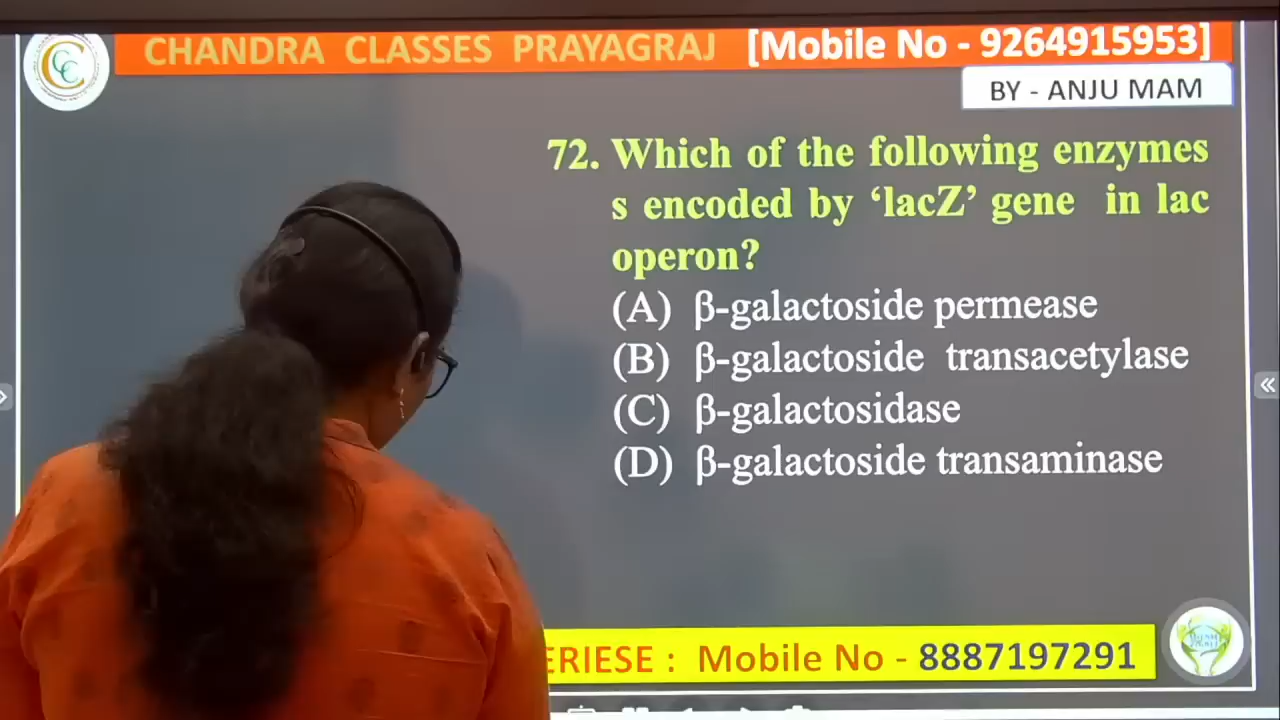 CHANDRA CLASSES PRAYAGRAJ [Mobile No - 9264915953]
BY - ANJU MAM
72. Which of the following enzymes
s encoded by ‘lacZ’ gene in lac
operon?
(A) β-galactoside permease
(B) β-galactoside transacetylase
(C) β-galactosidase
(D) β-galactoside transaminase
ERIESE : Mobile No - 8887197291